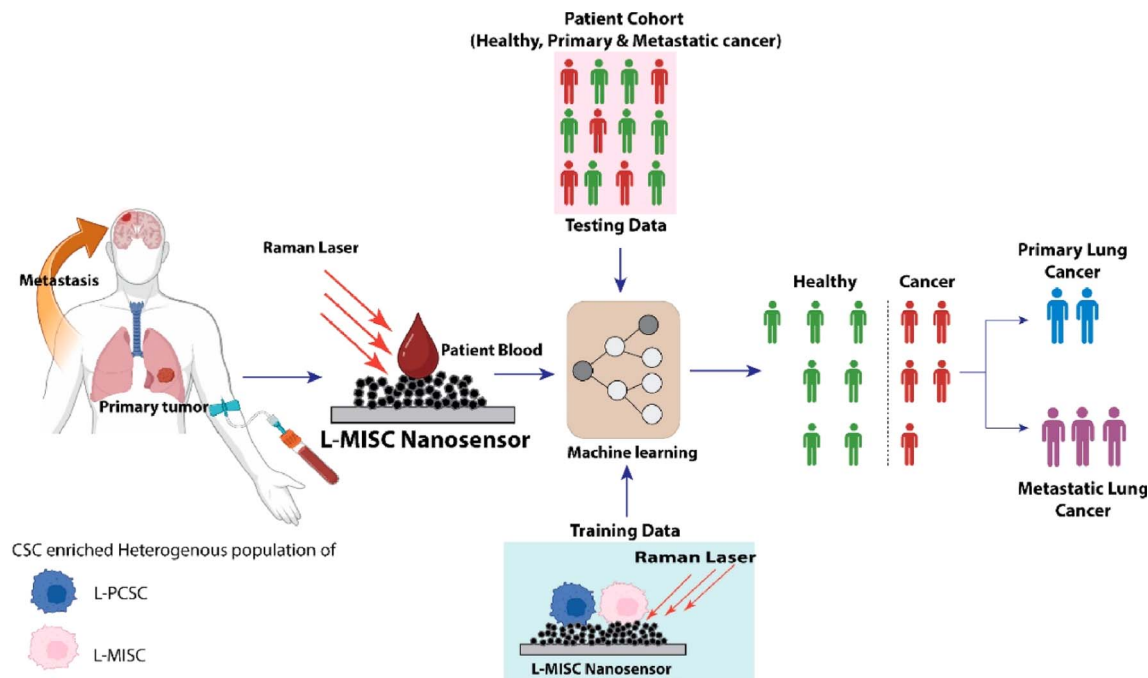 Patient Cohort
(Healthy, Primary & Metastatic cancer)
Testing Data
Metastasis
Primary tumor
Raman Laser
Patient Blood
L-MISC Nanosensor
Machine learning
Healthy
Cancer
Primary Lung
Cancer
Metastatic Lung
Cancer
Training Data
Raman Laser
L-MISC Nanosensor
CSC enriched Heterogenous population of
L-PCSC
L-MISC